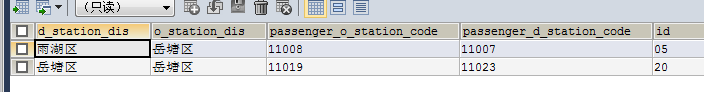 (只读)
d_station_dis o_station_dis passenger_o_station_code passenger_d_station_code id
雨湖区 岳塘区 11008 11007 05
岳塘区 岳塘区 11019 11023 20